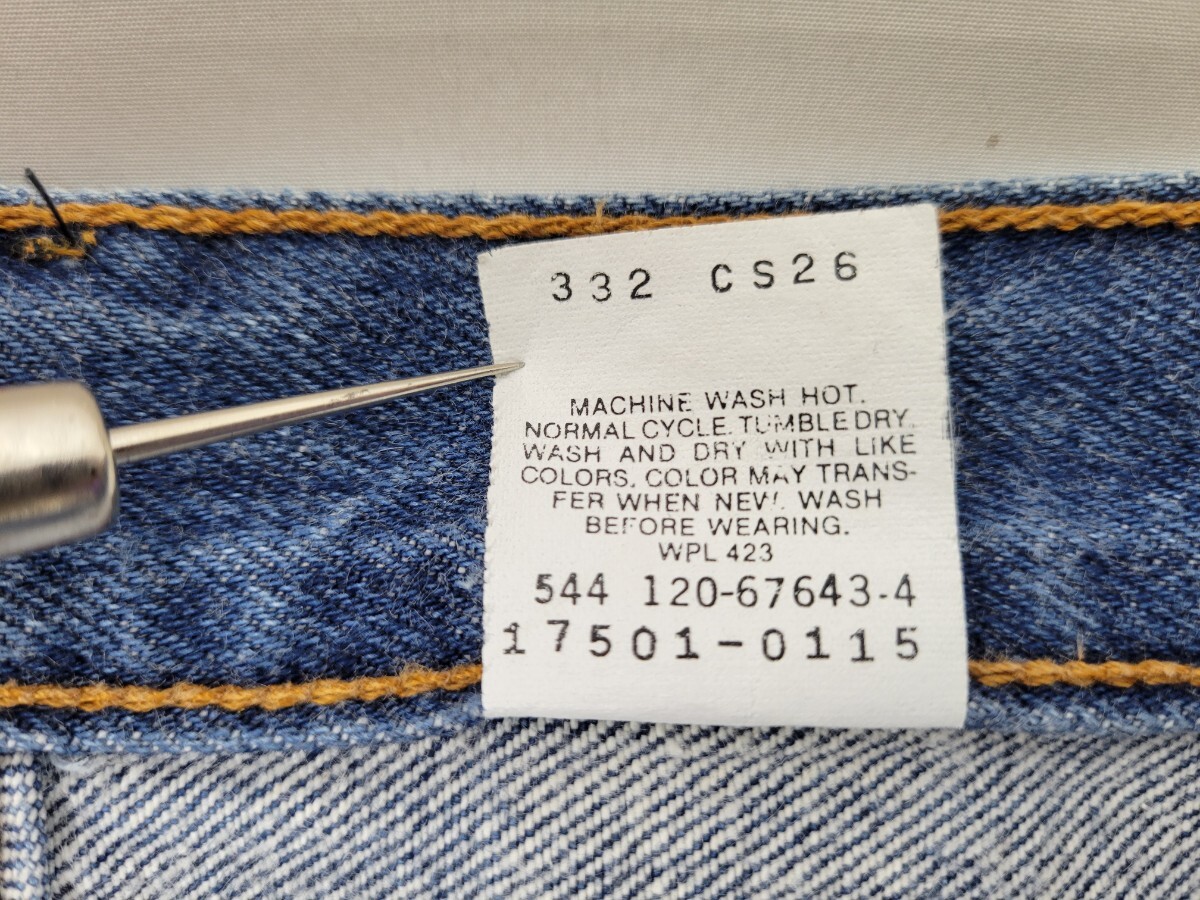 332 CS26
MACHINE WASH HOT.
NORMAL CYCLE. TUMBLE DRY.
WASH AND DRY WITH LIKE
COLORS. COLOR MAY TRANS-
FER WHEN NEW. WASH
BEFORE WEARING.
WPL 423
544 120-67643-4
17501-0115